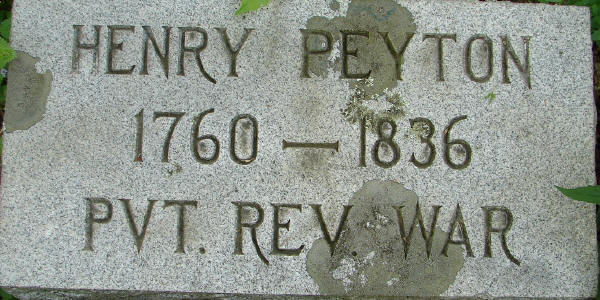 HENRY PEYTON
1760 — 1836
PVT. REV. WAR